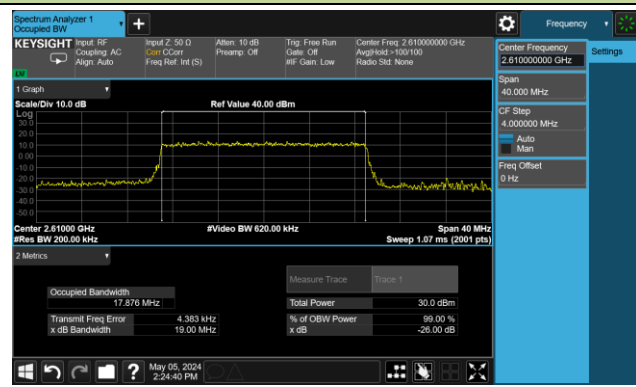 Spectrum Analyzer 1
Occupied BW
Frequency
KEYSIGHT
Input: RF
Coupling: AC
Align: Auto
Input Z: 50 Ω
Corr CCorr
Freq Ref: Int (S)
Atten: 10 dB
Preamp: Off
Trig: Free Run
Gate: Off
#IF Gain: Low
Center Freq: 2.610000000 GHz
Avg|Hold:>100/100
Radio Std: None
LXI
Center Frequency
2.610000000 GHz
Settings
Span
40.000 MHz
CF Step
4.000000 MHz
Auto
Man
Freq Offset
0 Hz
1 Graph
Scale/Div 10.0 dB
Ref Value 40.00 dBm
Log
30.0
20.0
10.0
0.00
-10.0
-20.0
-30.0
-40.0
-50.0
Center 2.61000 GHz
#Video BW 620.00 kHz
Span 40 MHz
#Res BW 200.00 kHz
Sweep 1.07 ms (2001 pts)
2 Metrics
Measure Trace
Trace 1
Occupied Bandwidth
17.876 MHz
Total Power
30.0 dBm
Transmit Freq Error
4.383 kHz
% of OBW Power
99.00 %
x dB Bandwidth
19.00 MHz
x dB
-26.00 dB
May 05, 2024
2:24:40 PM